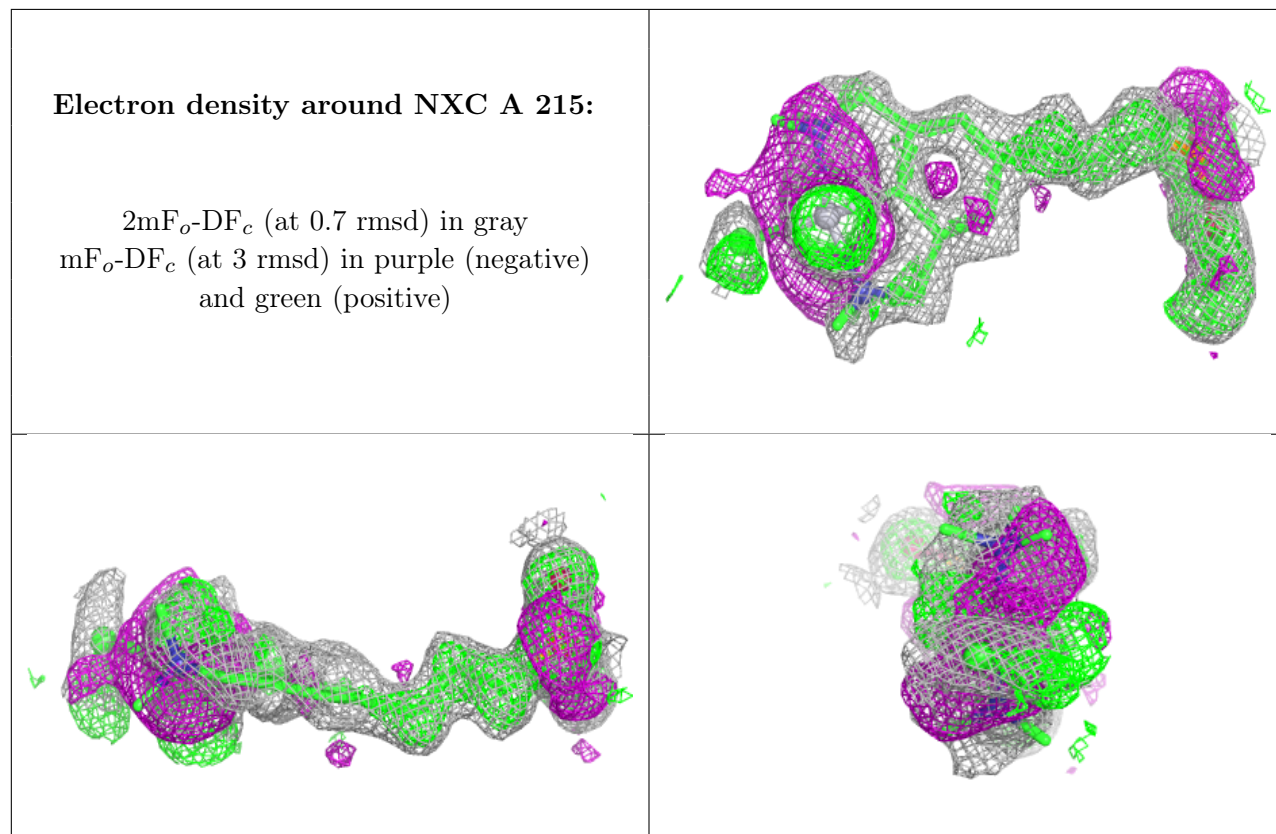 Electron density around NXC A 215:
2mFₒ-DF𝒸 (at 0.7 rmsd) in gray
mFₒ-DF𝒸 (at 3 rmsd) in purple (negative)
and green (positive)